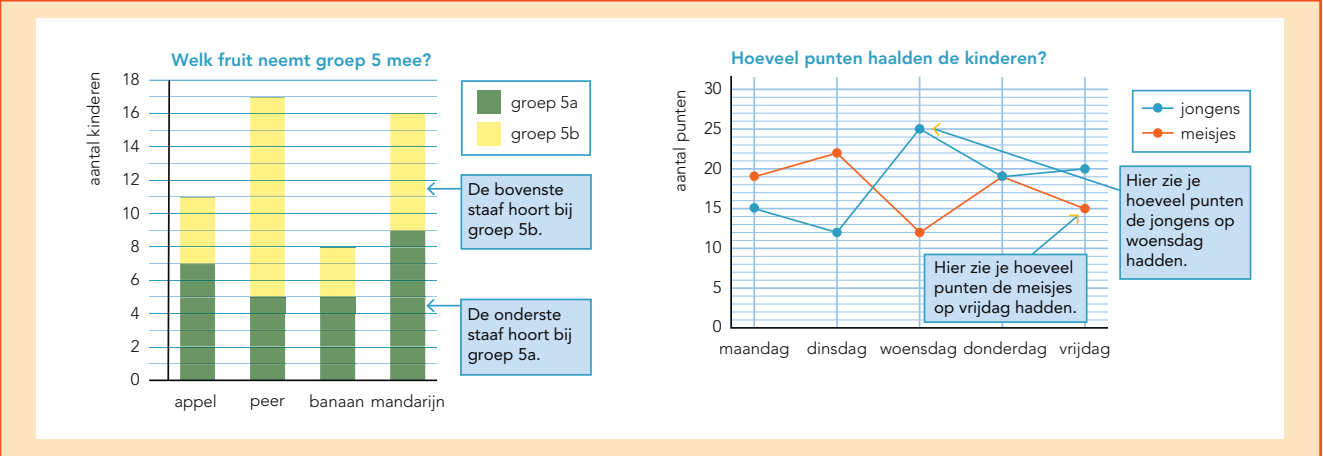 Welk fruit neemt groep 5 mee?
aantal kinderen
18
16
14
12
10
8
6
4
2
0
appel peer banaan mandarijn
groep 5a
groep 5b
De bovenste
staaf hoort bij
groep 5b.
De onderste
staaf hoort bij
groep 5a.
Hoeveel punten haalden de kinderen?
aantal punten
30
25
20
15
10
5
0
maandag dinsdag woensdag donderdag vrijdag
jongens
meisjes
Hier zie je
hoeveel punten
de jongens op
woensdag
hadden.
Hier zie je hoeveel
punten de meisjes
op vrijdag hadden.